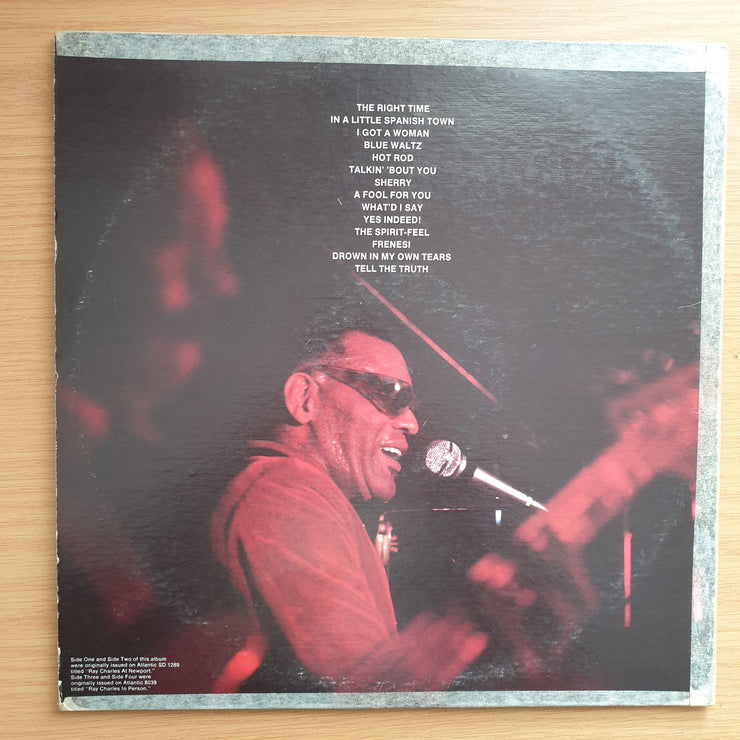 THE RIGHT TIME
IN A LITTLE SPANISH TOWN
I GOT A WOMAN
BLUE WALTZ
HOT ROD
TALKIN' 'BOUT YOU
SHERRY
A FOOL FOR YOU
WHAT'D I SAY
YES INDEED!
THE SPIRIT-FEEL
FRENESI
DROWN IN MY OWN TEARS
TELL THE TRUTH
Side One and Side Two of this album
were originally issued on Atlantic SD 1289
titled "Ray Charles At Newport."
Side Three and Side Four were
originally issued on Atlantic 8039
titled "Ray Charles In Person."